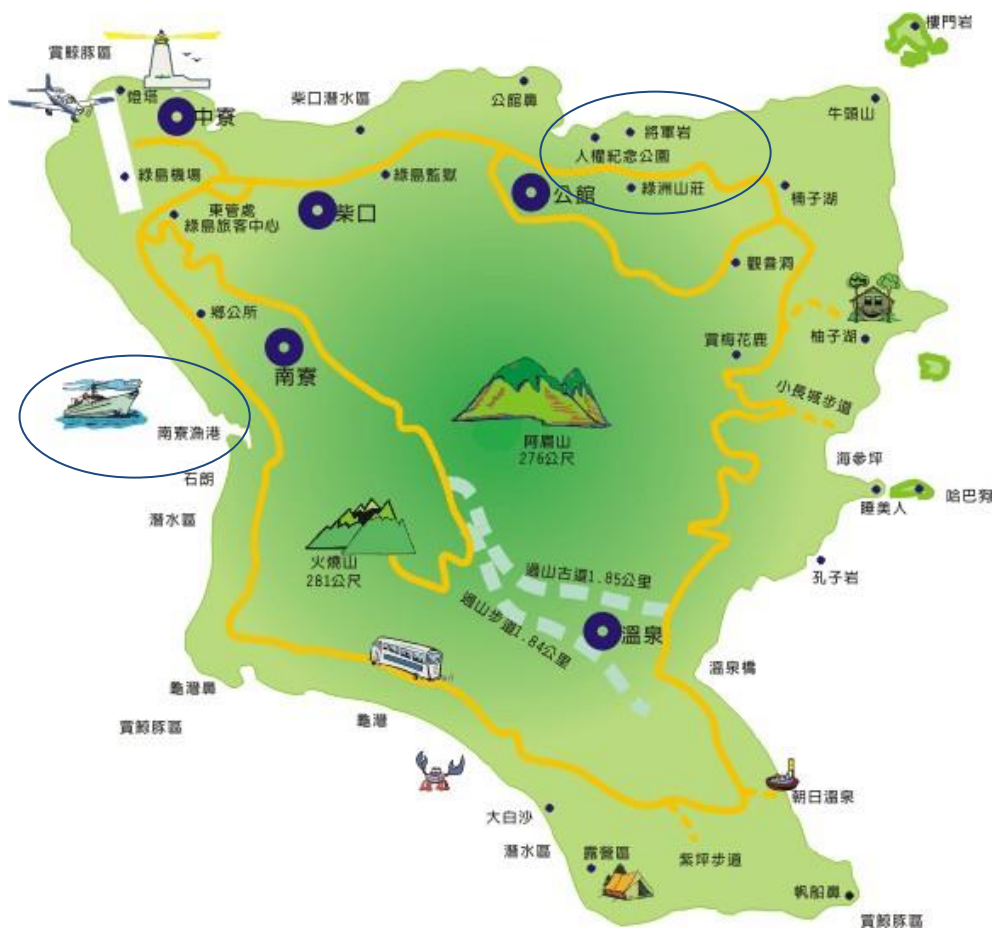 樓門岩
賞鯨豚區
燈塔
中寮
柴口潛水區
公館鼻
牛頭山
將軍岩
人權紀念公園
綠島機場
綠島監獄
公館
綠洲山莊
楠子湖
東管處
綠島旅客中心
柴口
觀音洞
鄉公所
南寮
賞梅花鹿
柚子湖
小長城步道
南寮漁港
阿眉山
276公尺
海參坪
石朗
潛水區
睡美人
哈巴狗
火燒山
281公尺
過山古道1.85公里
孔子岩
過山步道1.84公里
溫泉
溫泉橋
龜灣鼻
賞鯨豚區
龜灣
朝日溫泉
大白沙
潛水區
露營區
紫坪步道
帆船鼻
賞鯨豚區